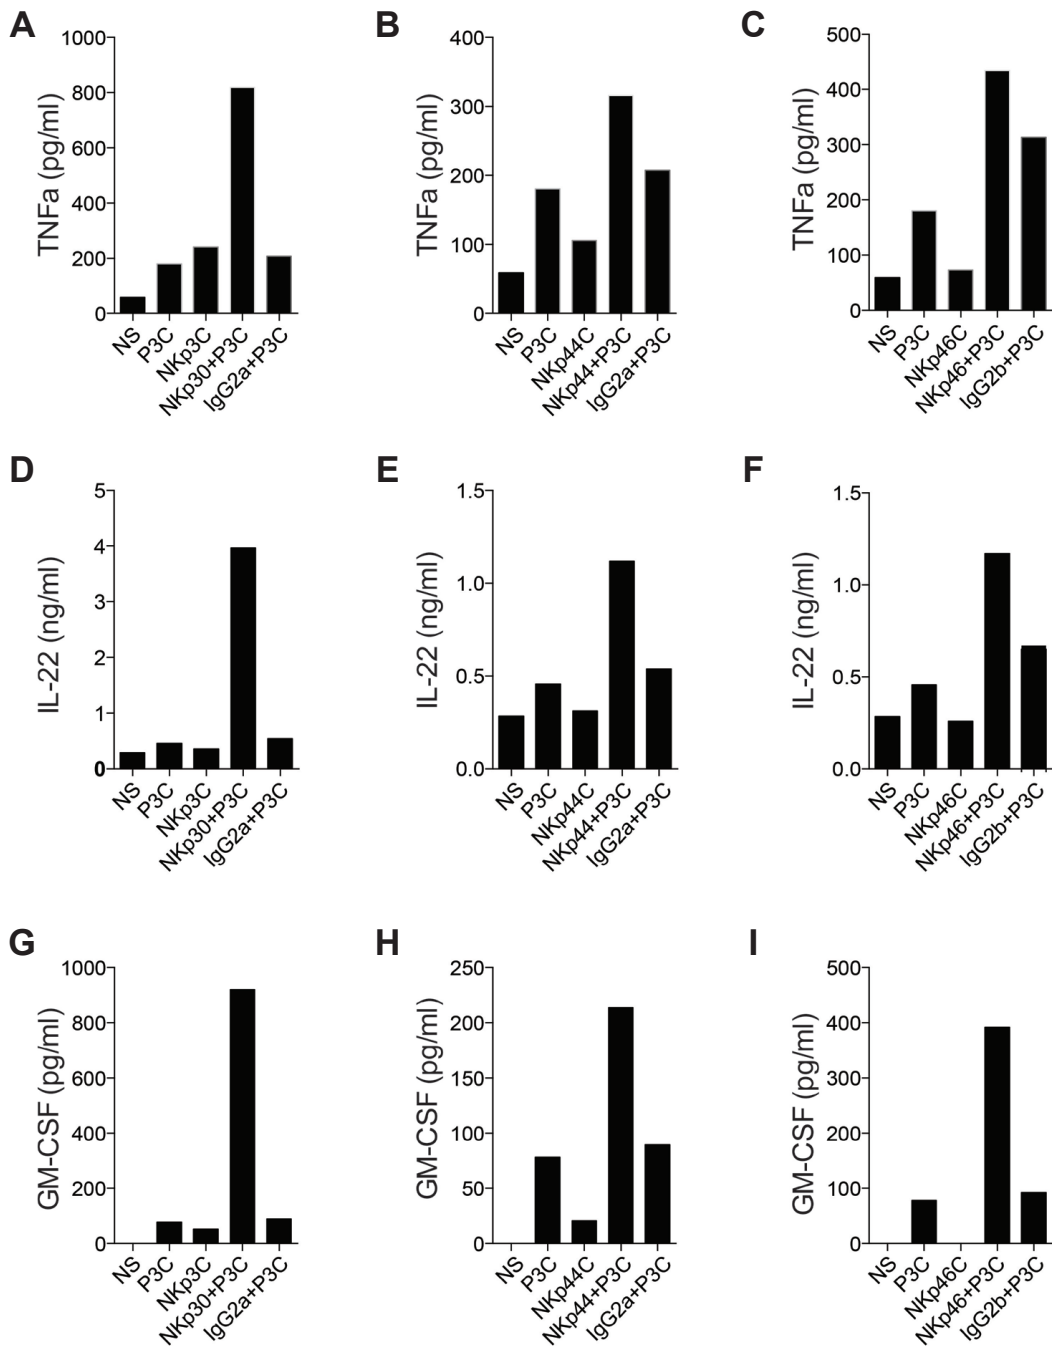 A
TNFa (pg/ml)
1000
800
600
400
200
0
NS
P3C
NKp3C
NKp30+P3C
IgG2a+P3C
B
TNFa (pg/ml)
400
300
200
100
0
NS
P3C
NKp44C
NKp44+P3C
IgG2a+P3C
C
TNFa (pg/ml)
500
400
300
200
100
0
NS
P3C
NKp46C
NKp46+P3C
IgG2b+P3C
D
IL-22 (ng/ml)
5
4
3
2
1
0
NS
P3C
NKp3C
NKp30+P3C
IgG2a+P3C
E
IL-22 (ng/ml)
1.5
1.0
0.5
0.0
NS
P3C
NKp44C
NKp44+P3C
IgG2a+P3C
F
IL-22 (ng/ml)
1.5
1.0
0.5
0.0
NS
P3C
NKp46C
NKp46+P3C
IgG2b+P3C
G
GM-CSF (pg/ml)
1000
800
600
400
200
0
NS
P3C
NKp3C
NKp30+P3C
IgG2a+P3C
H
GM-CSF (pg/ml)
250
200
150
100
50
0
NS
P3C
NKp44C
NKp44+P3C
IgG2a+P3C
I
GM-CSF (pg/ml)
500
400
300
200
100
0
NS
P3C
NKp46C
NKp46+P3C
IgG2b+P3C